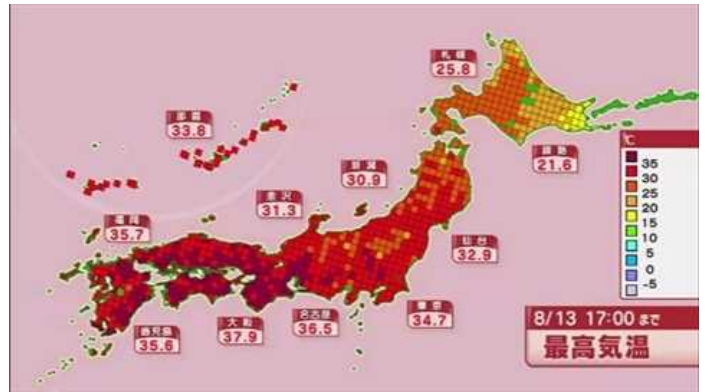 札幌
25.8
那覇
33.8
釧路
21.6
新潟
30.9
金沢
31.3
福岡
35.7
仙台
32.9
鹿児島
35.6
大阪
37.9
名古屋
36.5
東京
34.7
℃
35
30
25
20
15
10
5
0
-5
8/13 17:00 まで
最高気温